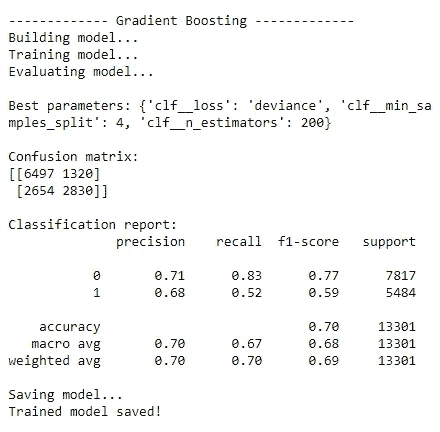 ------------- Gradient Boosting -------------
Building model...
Training model...
Evaluating model...
Best parameters: {'clf__loss': 'deviance', 'clf__min_sa
mples_split': 4, 'clf__n_estimators': 200}
Confusion matrix:
[[6497 1320]
 [2654 2830]]
Classification report:
              precision    recall  f1-score   support
           0       0.71      0.83      0.77      7817
           1       0.68      0.52      0.59      5484
    accuracy                           0.70     13301
   macro avg       0.70      0.67      0.68     13301
weighted avg       0.70      0.70      0.69     13301
Saving model...
Trained model saved!